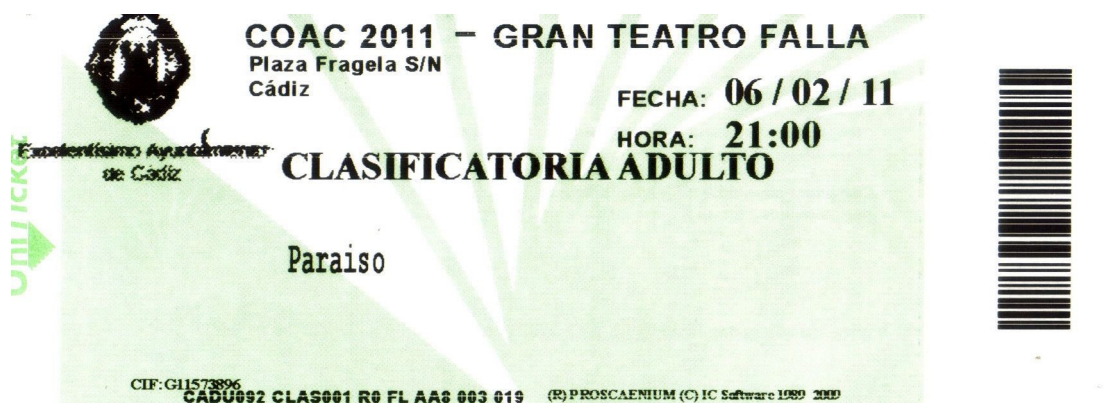 COAC 2011 – GRAN TEATRO FALLA
Plaza Fragela S/N
Cádiz
FECHA: 06 / 02 / 11
HORA: 21:00
Excelentísimo Ayuntamiento
de Cádiz
CLASIFICATORIA ADULTO
UniTicket
Paraiso
CIF: G11573896
CADU092 CLAS001 R0 FL AA8 003 019 (R) PROSCAENIUM (C) IC Software 1989 2000